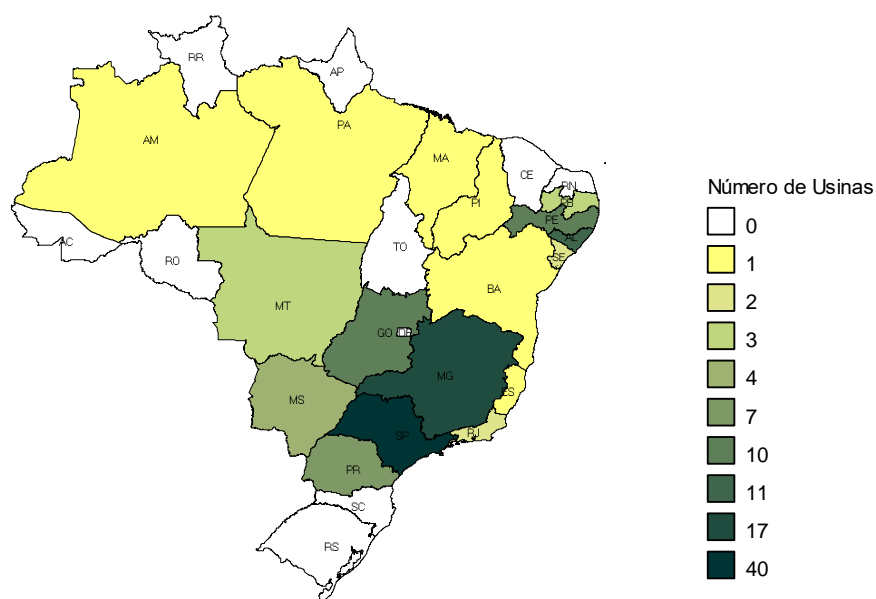 RR
AP
AM
PA
MA
CE
RN
PB
PI
PE
AL
SE
AC
TO
RO
BA
MT
GO
DF
MG
ES
MS
SP
RJ
PR
SC
RS
Número de Usinas
0
1
2
3
4
7
10
11
17
40